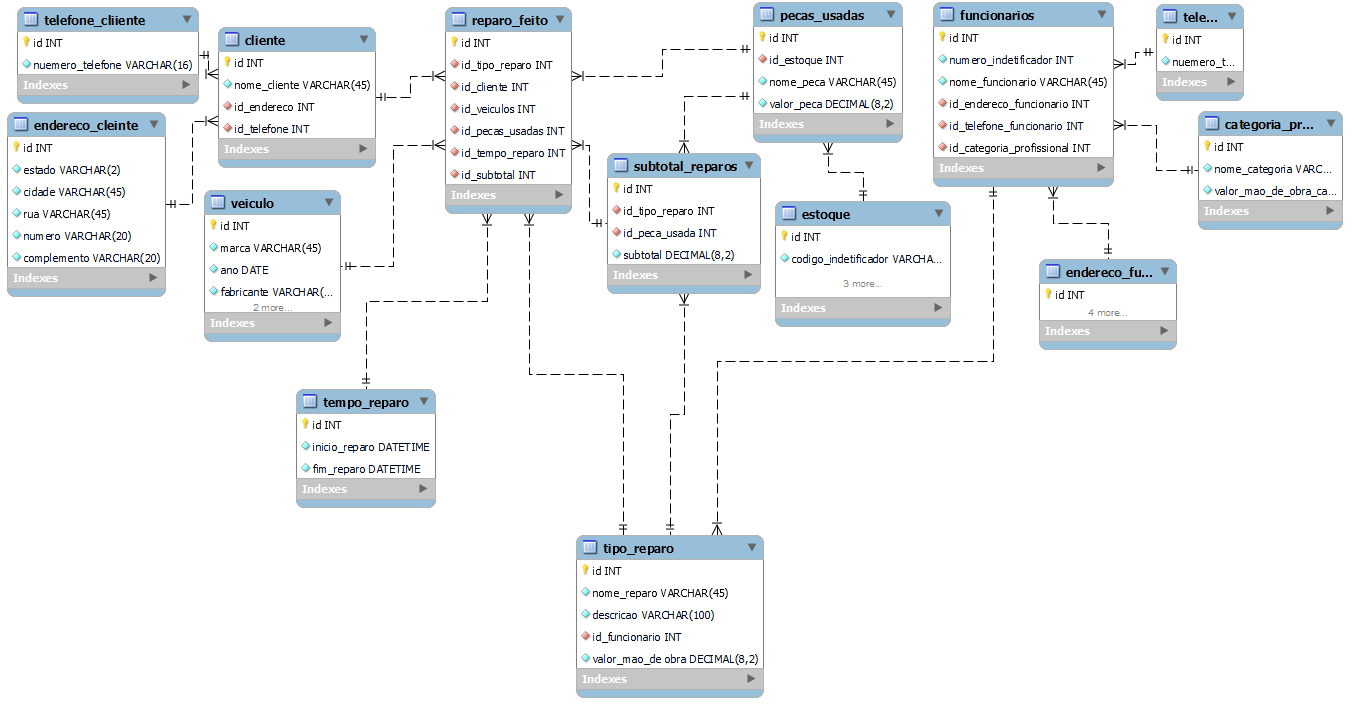 telefone_cliiente
id INT
nuemero_telefone VARCHAR(16)
Indexes
endereco_cleinte
id INT
estado VARCHAR(2)
cidade VARCHAR(45)
rua VARCHAR(45)
numero VARCHAR(20)
complemento VARCHAR(20)
Indexes
cliente
id INT
nome_cliente VARCHAR(45)
id_endereco INT
id_telefone INT
Indexes
veiculo
id INT
marca VARCHAR(45)
ano DATE
fabricante VARCHAR(...
2 more...
Indexes
tempo_reparo
id INT
inicio_reparo DATETIME
fim_reparo DATETIME
Indexes
reparo_feito
id INT
id_tipo_reparo INT
id_cliente INT
id_veiculos INT
id_pecas_usadas INT
id_tempo_reparo INT
id_subtotal INT
Indexes
subtotal_reparos
id INT
id_tipo_reparo INT
id_peca_usada INT
subtotal DECIMAL(8,2)
Indexes
tipo_reparo
id INT
nome_reparo VARCHAR(45)
descricao VARCHAR(100)
id_funcionario INT
valor_mao_de obra DECIMAL(8,2)
Indexes
pecas_usadas
id INT
id_estoque INT
nome_peca VARCHAR(45)
valor_peca DECIMAL(8,2)
Indexes
estoque
id INT
codigo_indetificador VARCHA...
3 more...
Indexes
funcionarios
id INT
numero_indetificador INT
nome_funcionario VARCHAR(45)
id_endereco_funcionario INT
id_telefone_funcionario INT
id_categoria_profissional INT
Indexes
tele...
id INT
nuemero_t...
Indexes
categoria_pr...
id INT
nome_categoria VARC...
valor_mao_de_obra_ca...
Indexes
endereco_fu...
id INT
4 more...
Indexes